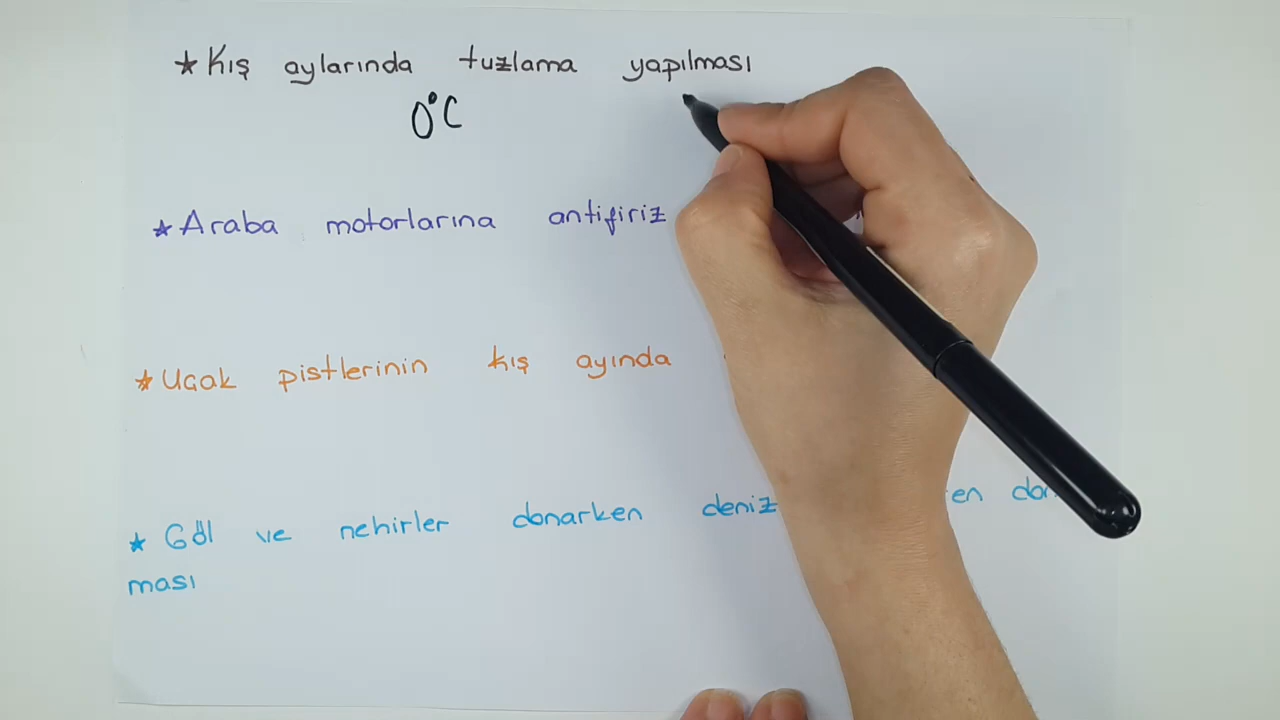 ★ Kış aylarında tuzlama yapılması
0°C
★ Araba motorlarına antifiriz
★ Uçak pistlerinin kış ayında
★ Göl ve nehirler donarken deniz
ması